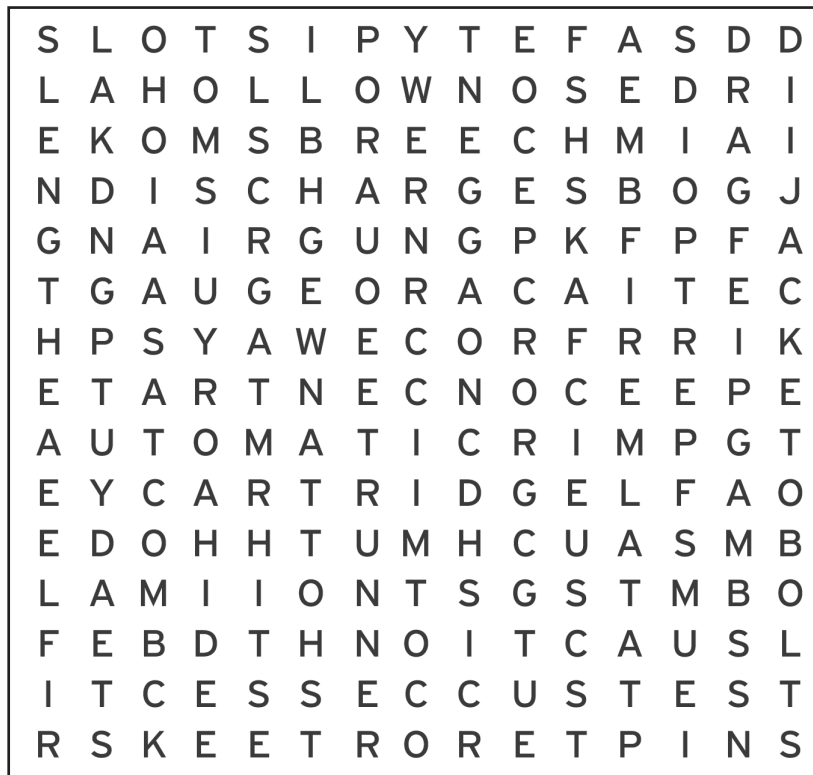 S L O T S I P Y T E F A S D D
L A H O L L O W N O S E D R I
E K O M S B R E E C H M I A I
N D I S C H A R G E S B O G J
G N A I R G U N G P K F P F A
T G A U G E O R A C A I T E C
H P S Y A W E C O R F R R I K
E T A R T N E C N O C E E P E
A U T O M A T I C R I M P G T
E Y C A R T R I D G E L F A O
E D O H H T U M H C U A S M B
L A M I I O N T S G S T M B O
F E B D T H N O I T C A U S L
I T C E S S E C C U S T E S T
R S K E E T R O R E T P I N S